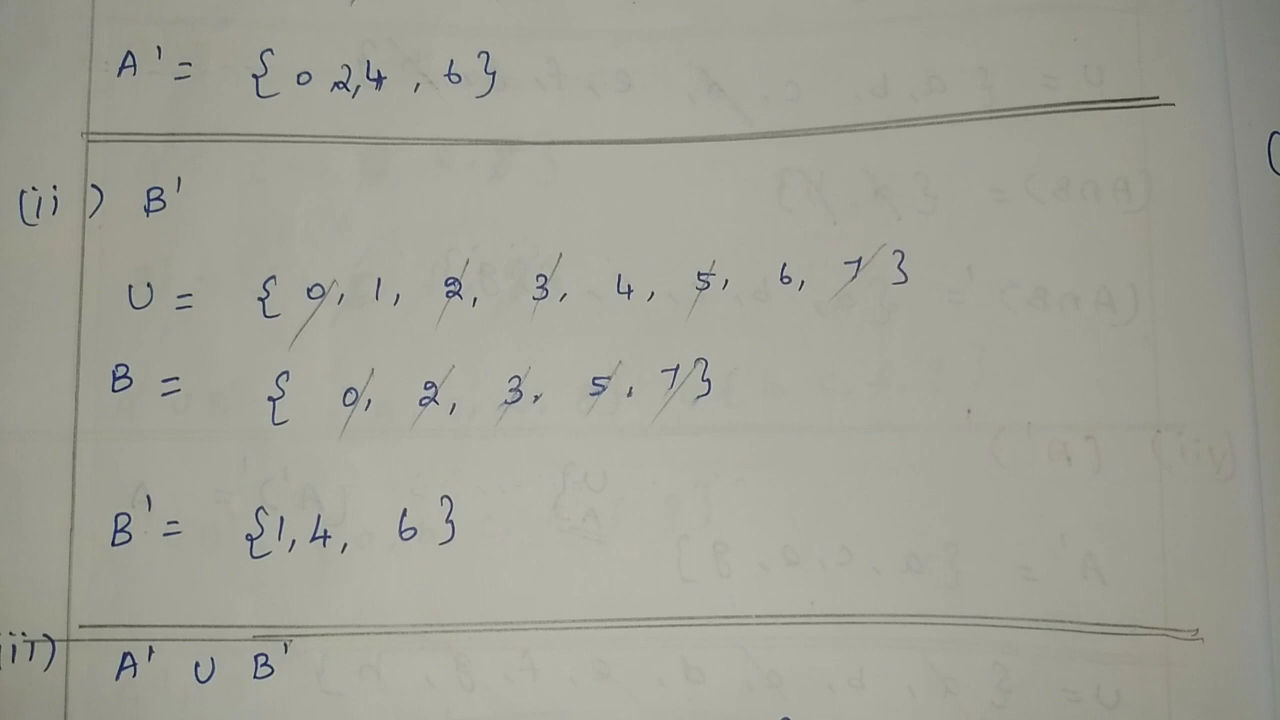 A' = { 0 2,4 , 6}
(ii) B'
U = { 0, 1, 2, 3, 4, 5, 6, 7 }
B = { 0, 2, 3, 5, 7}
B' = {1, 4, 6 }
A' U B'